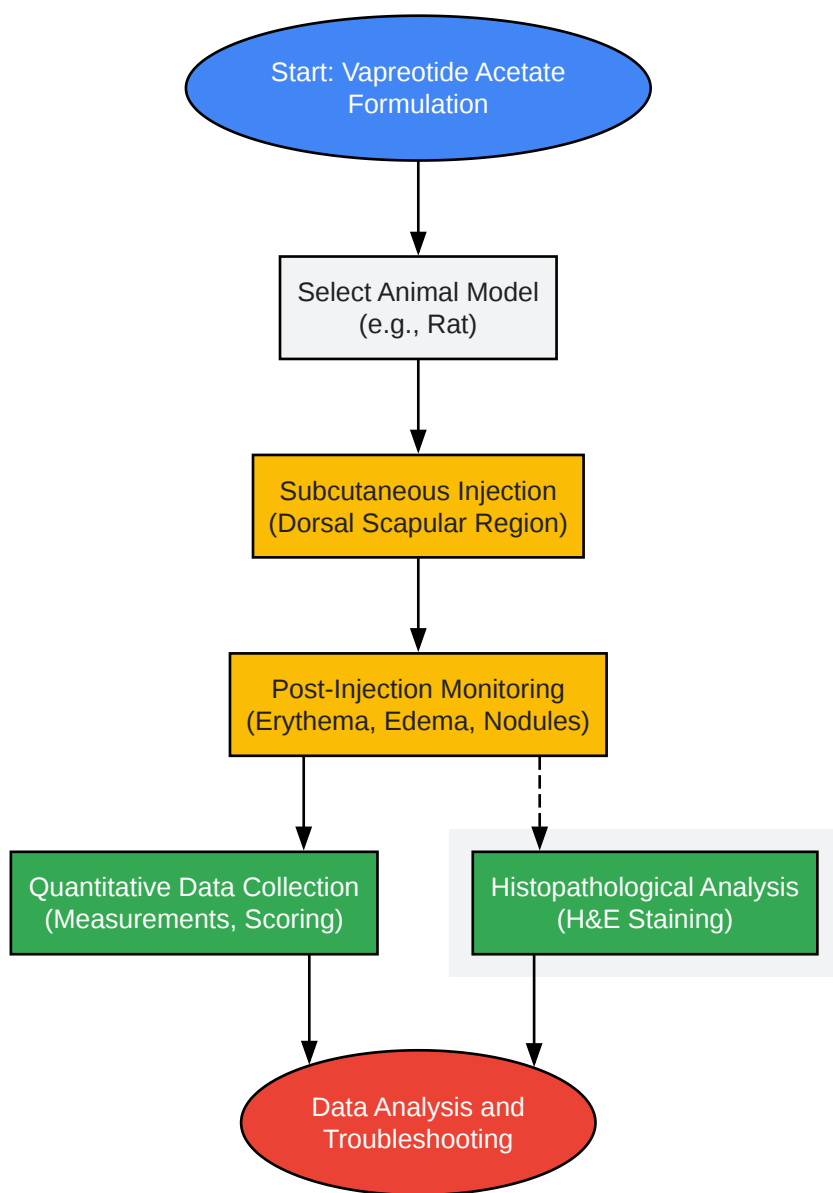 Start: Vapreotide Acetate
Formulation
Select Animal Model
(e.g., Rat)
Subcutaneous Injection
(Dorsal Scapular Region)
Post-Injection Monitoring
(Erythema, Edema, Nodules)
Quantitative Data Collection
(Measurements, Scoring)
Histopathological Analysis
(H&E Staining)
Data Analysis and
Troubleshooting